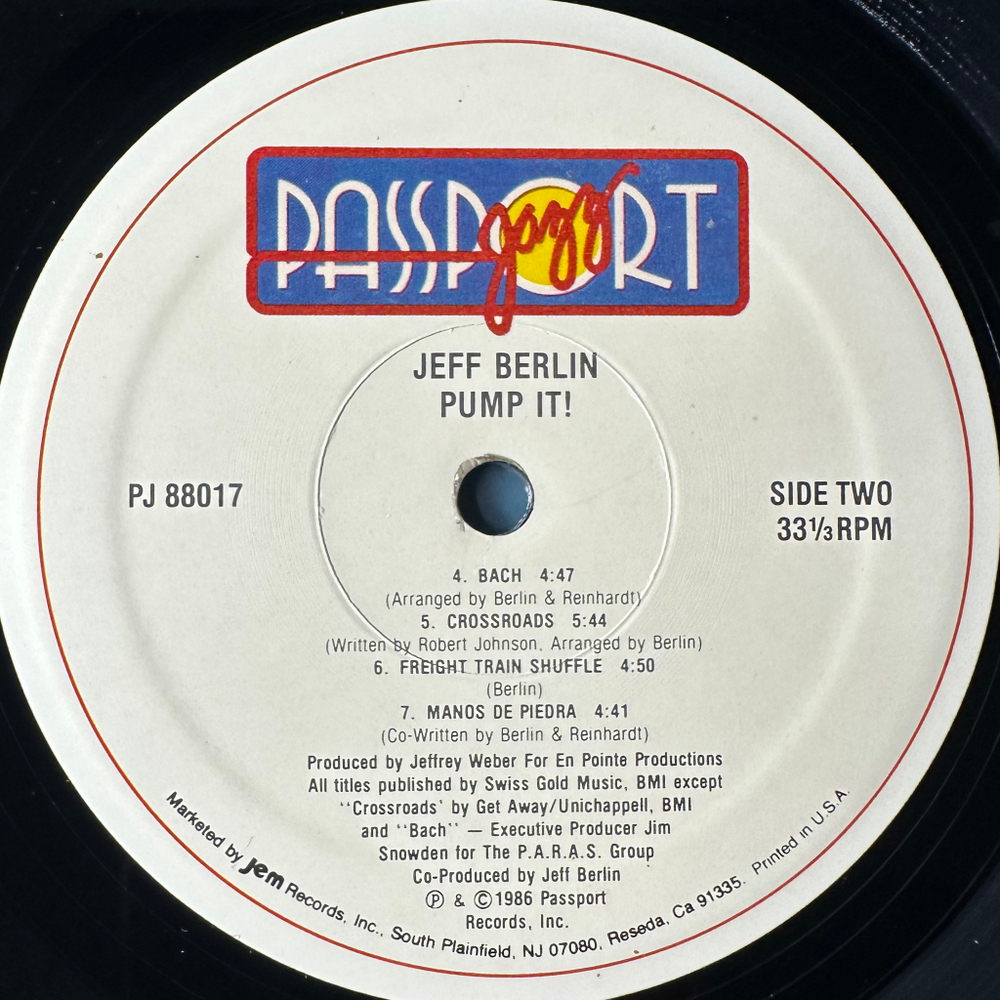 PASSPORT
jazz
JEFF BERLIN
PUMP IT!
PJ 88017
SIDE TWO
33⅓ RPM
4. BACH 4:47
(Arranged by Berlin & Reinhardt)
5. CROSSROADS 5:44
(Written by Robert Johnson, Arranged by Berlin)
6. FREIGHT TRAIN SHUFFLE 4:50
(Berlin)
7. MANOS DE PIEDRA 4:41
(Co-Written by Berlin & Reinhardt)
Produced by Jeffrey Weber For En Pointe Productions
All titles published by Swiss Gold Music, BMI except
‘‘Crossroads’ by Get Away/Unichappell, BMI
and ‘‘Bach’’ — Executive Producer Jim
Snowden for The P.A.R.A.S. Group
Co-Produced by Jeff Berlin
℗ & ©1986 Passport
Records, Inc.
Marketed by Jem Records, Inc., South Plainfield, NJ 07080. Reseda, Ca 91335. Printed in U.S.A.